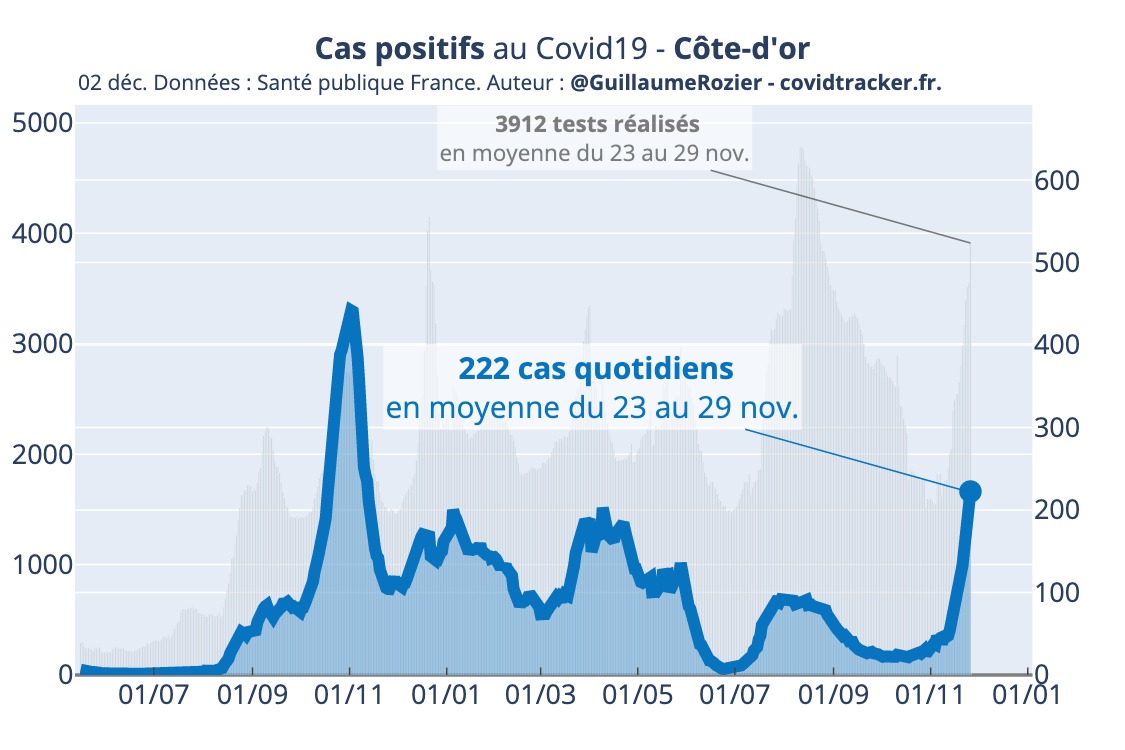 Cas positifs au Covid19 - Côte-d'or
02 déc. Données : Santé publique France. Auteur : @GuillaumeRozier - covidtracker.fr.
5000
3912 tests réalisés
en moyenne du 23 au 29 nov.
600
4000
500
3000
400
222 cas quotidiens
en moyenne du 23 au 29 nov.
300
2000
200
1000
100
0
0
01/07 01/09 01/11 01/01 01/03 01/05 01/07 01/09 01/11 01/01